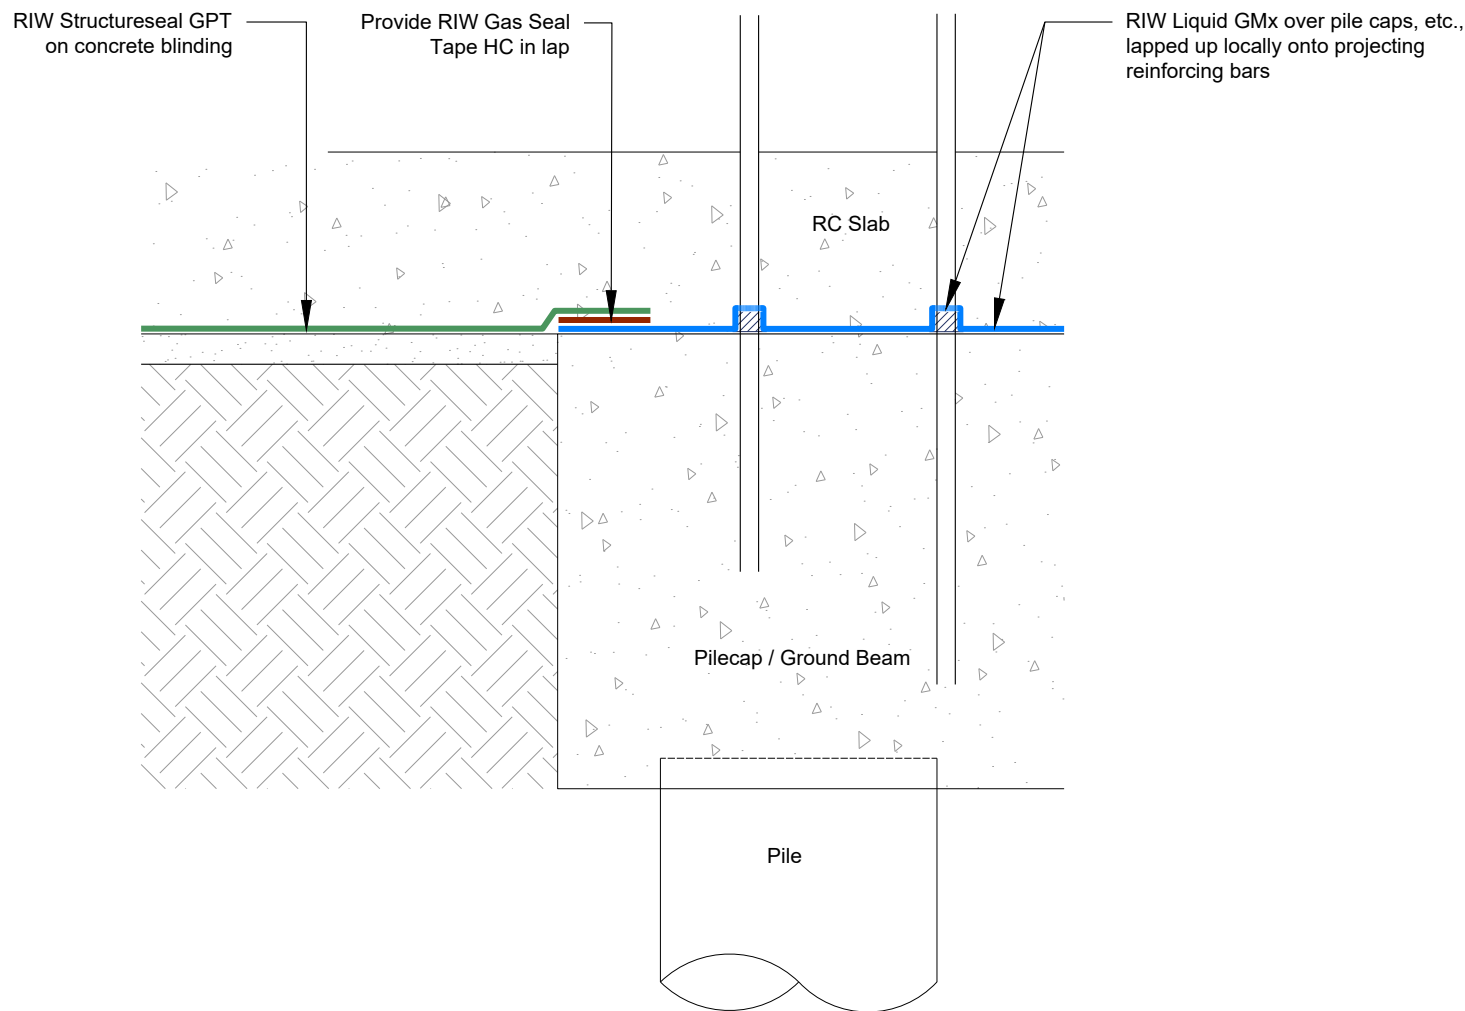 RIW Structureseal GPT
on concrete blinding
Provide RIW Gas Seal
Tape HC in lap
RIW Liquid GMx over pile caps, etc.,
lapped up locally onto projecting
reinforcing bars
RC Slab
Pilecap / Ground Beam
Pile